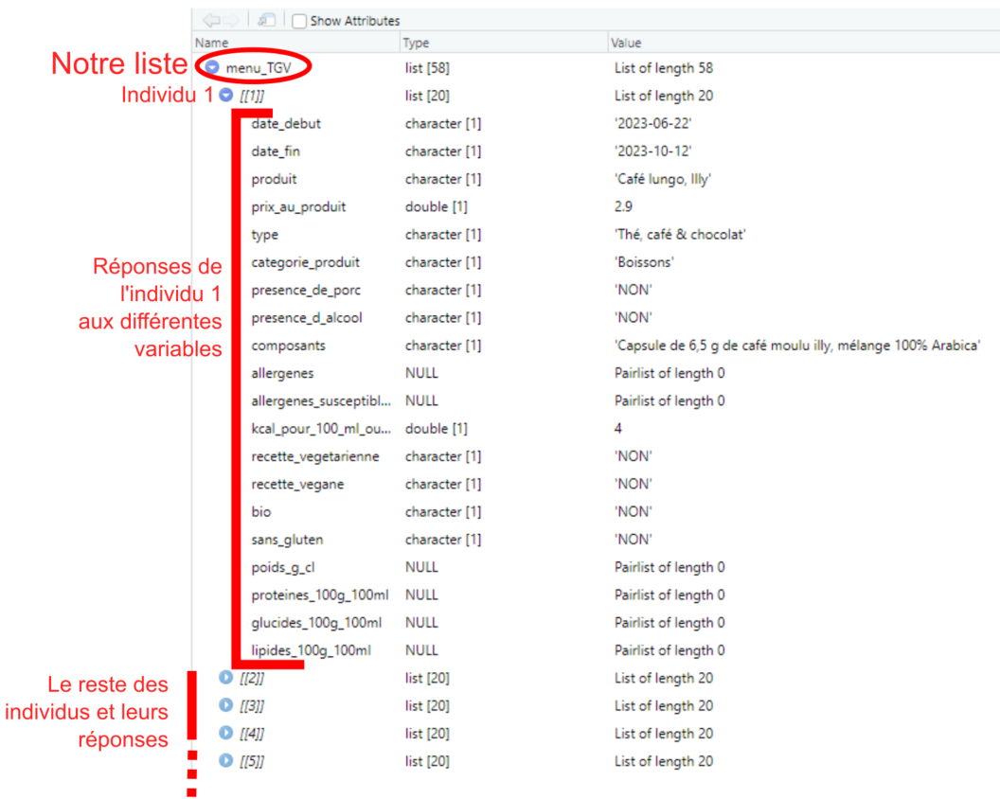 Show Attributes
Name Type Value
Notre liste menu_TGV list [58] List of length 58
Individu 1 [[1]] list [20] List of length 20
date_debut character [1] '2023-06-22'
date_fin character [1] '2023-10-12'
produit character [1] 'Café lungo, Illy'
prix_au_produit double [1] 2.9
type character [1] 'Thé, café & chocolat'
categorie_produit character [1] 'Boissons'
presence_de_porc character [1] 'NON'
presence_d_alcool character [1] 'NON'
composants character [1] 'Capsule de 6,5 g de café moulu illy, mélange 100% Arabica'
allergenes NULL Pairlist of length 0
allergenes_susceptibl... NULL Pairlist of length 0
kcal_pour_100_ml_ou... double [1] 4
recette_vegetarienne character [1] 'NON'
recette_vegane character [1] 'NON'
bio character [1] 'NON'
sans_gluten character [1] 'NON'
poids_g_cl NULL Pairlist of length 0
proteines_100g_100ml NULL Pairlist of length 0
glucides_100g_100ml NULL Pairlist of length 0
lipides_100g_100ml NULL Pairlist of length 0
Réponses de
l'individu 1
aux différentes
variables
[[2]] list [20] List of length 20
[[3]] list [20] List of length 20
[[4]] list [20] List of length 20
[[5]] list [20] List of length 20
Le reste des
individus et leurs
réponses